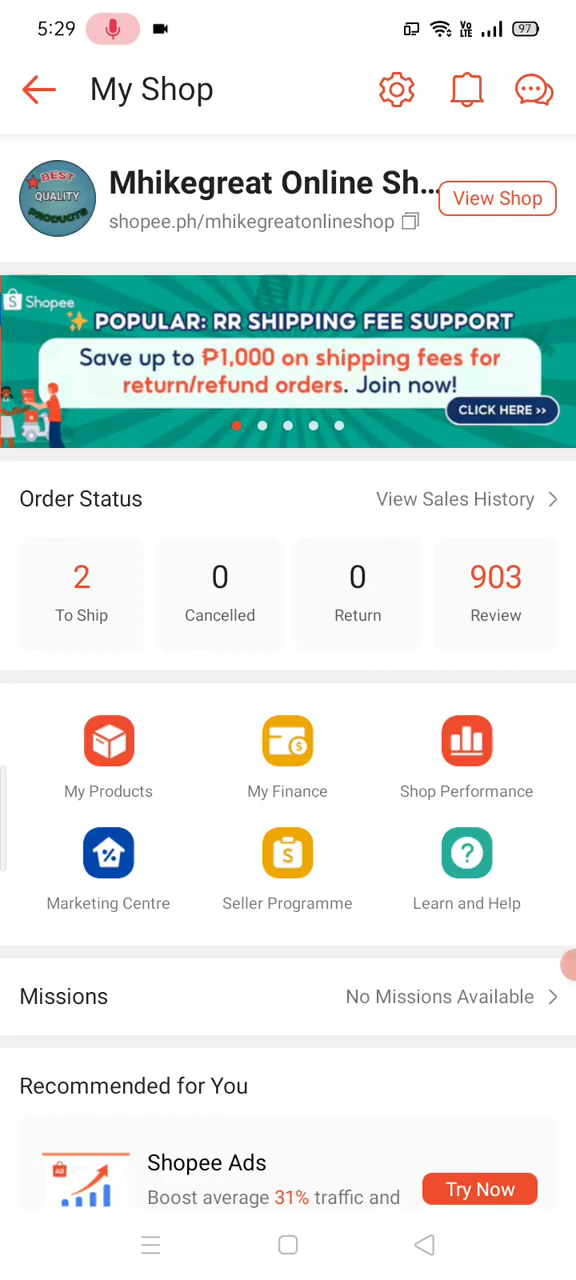 5:29
VO LTE
97
My Shop
BEST
QUALITY
PRODUCTS
Mhikegreat Online Sh...
View Shop
shopee.ph/mhikegreatonlineshop
Shopee
POPULAR: RR SHIPPING FEE SUPPORT
Save up to ₱1,000 on shipping fees for
return/refund orders. Join now!
CLICK HERE >>
Order Status
View Sales History
2
0
0
903
To Ship
Cancelled
Return
Review
My Products
My Finance
Shop Performance
Marketing Centre
Seller Programme
Learn and Help
Missions
No Missions Available
Recommended for You
AD
Shopee Ads
Boost average 31% traffic and
Try Now